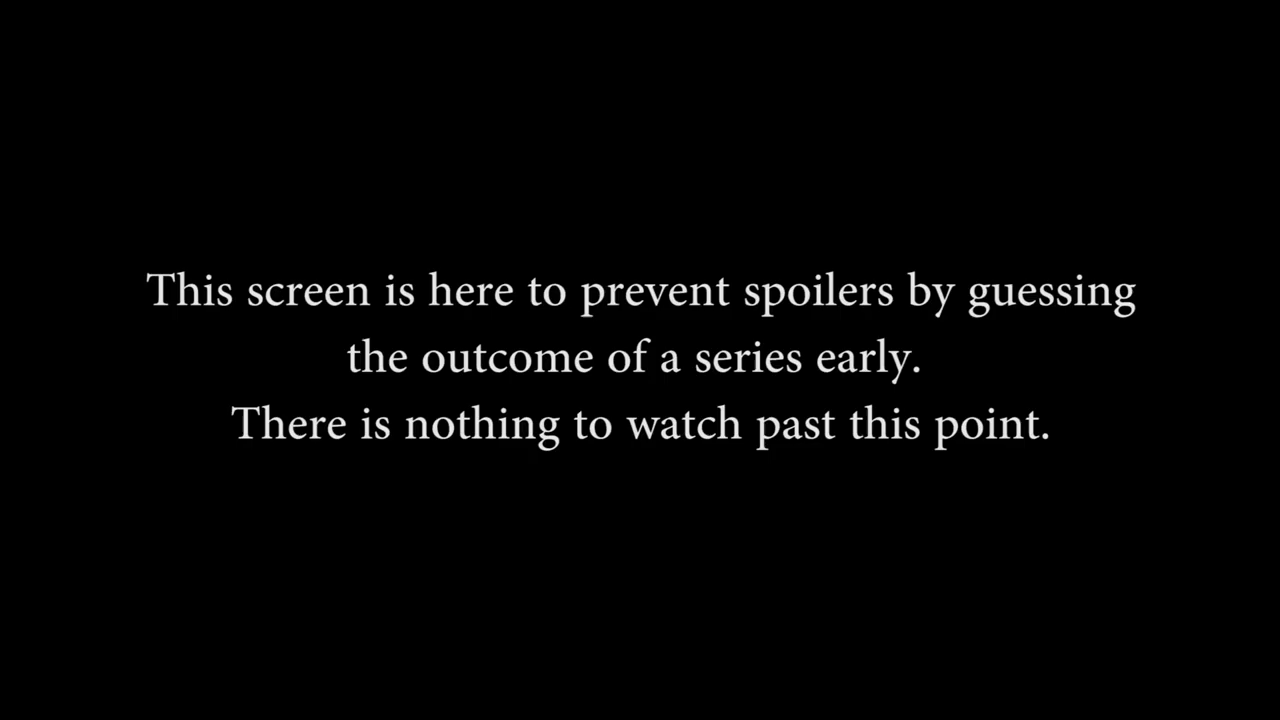 This screen is here to prevent spoilers by guessing
the outcome of a series early.
There is nothing to watch past this point.